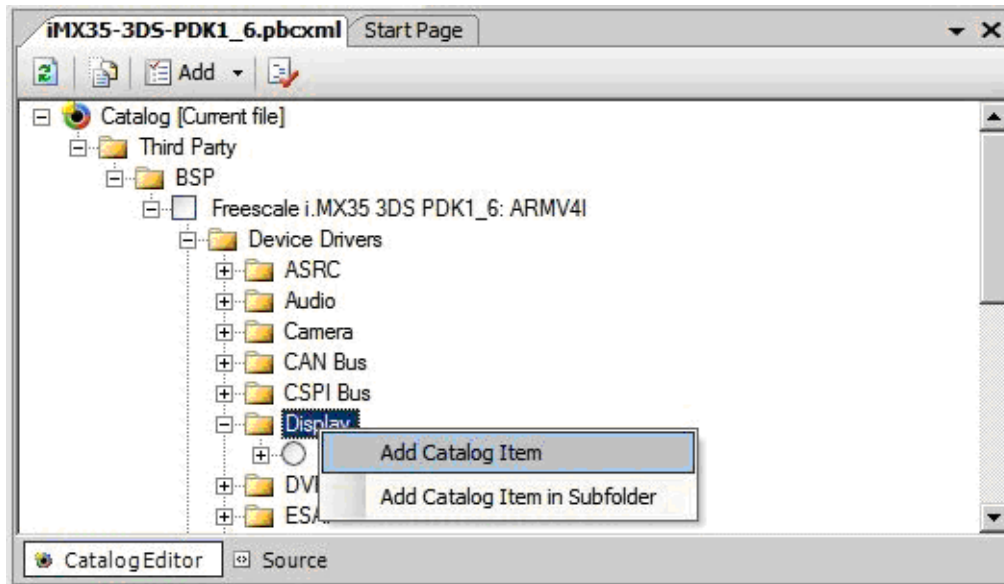 iMX35-3DS-PDK1_6.pbcxml Start Page
Add
Catalog [Current file]
Third Party
BSP
Freescale i.MX35 3DS PDK1_6: ARMV4I
Device Drivers
ASRC
Audio
Camera
CAN Bus
CSPI Bus
Display
Add Catalog Item
Add Catalog Item in Subfolder
CatalogEditor Source